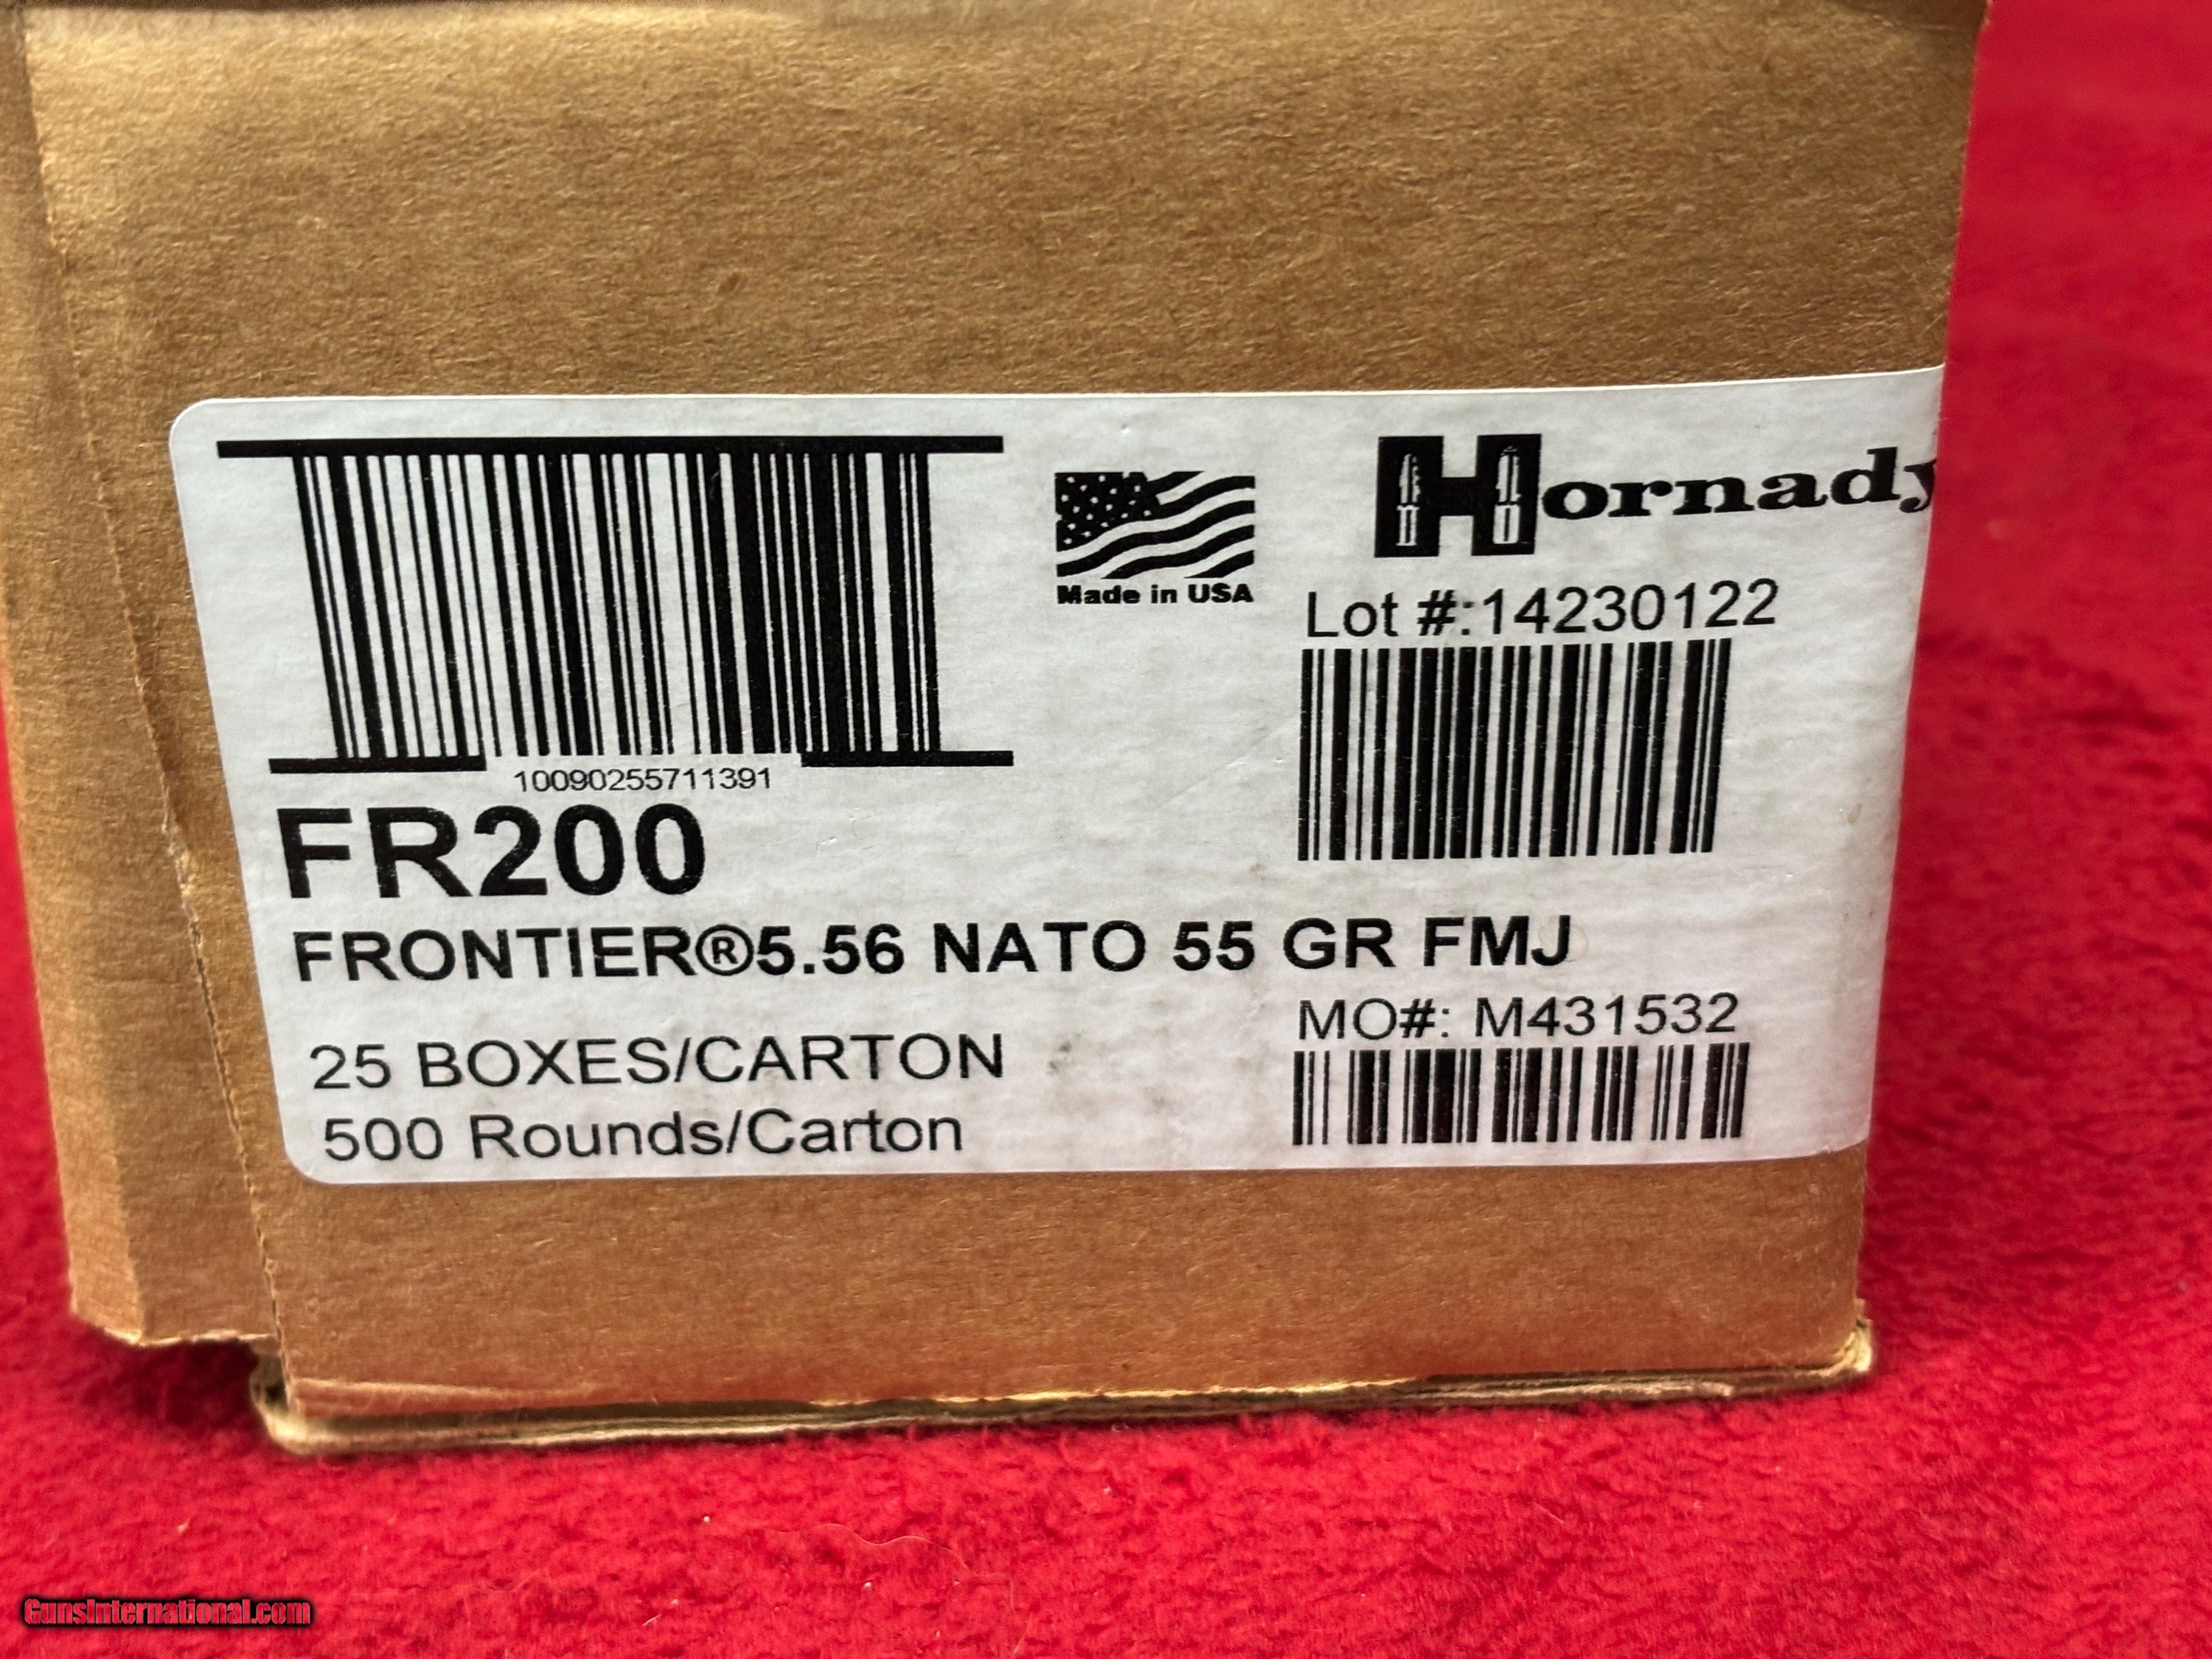 Hornady
Made in USA
Lot #:14230122
10090255711391
FR200
FRONTIER®5.56 NATO 55 GR FMJ
MO#: M431532
25 BOXES/CARTON
500 Rounds/Carton
GunsInternational.com